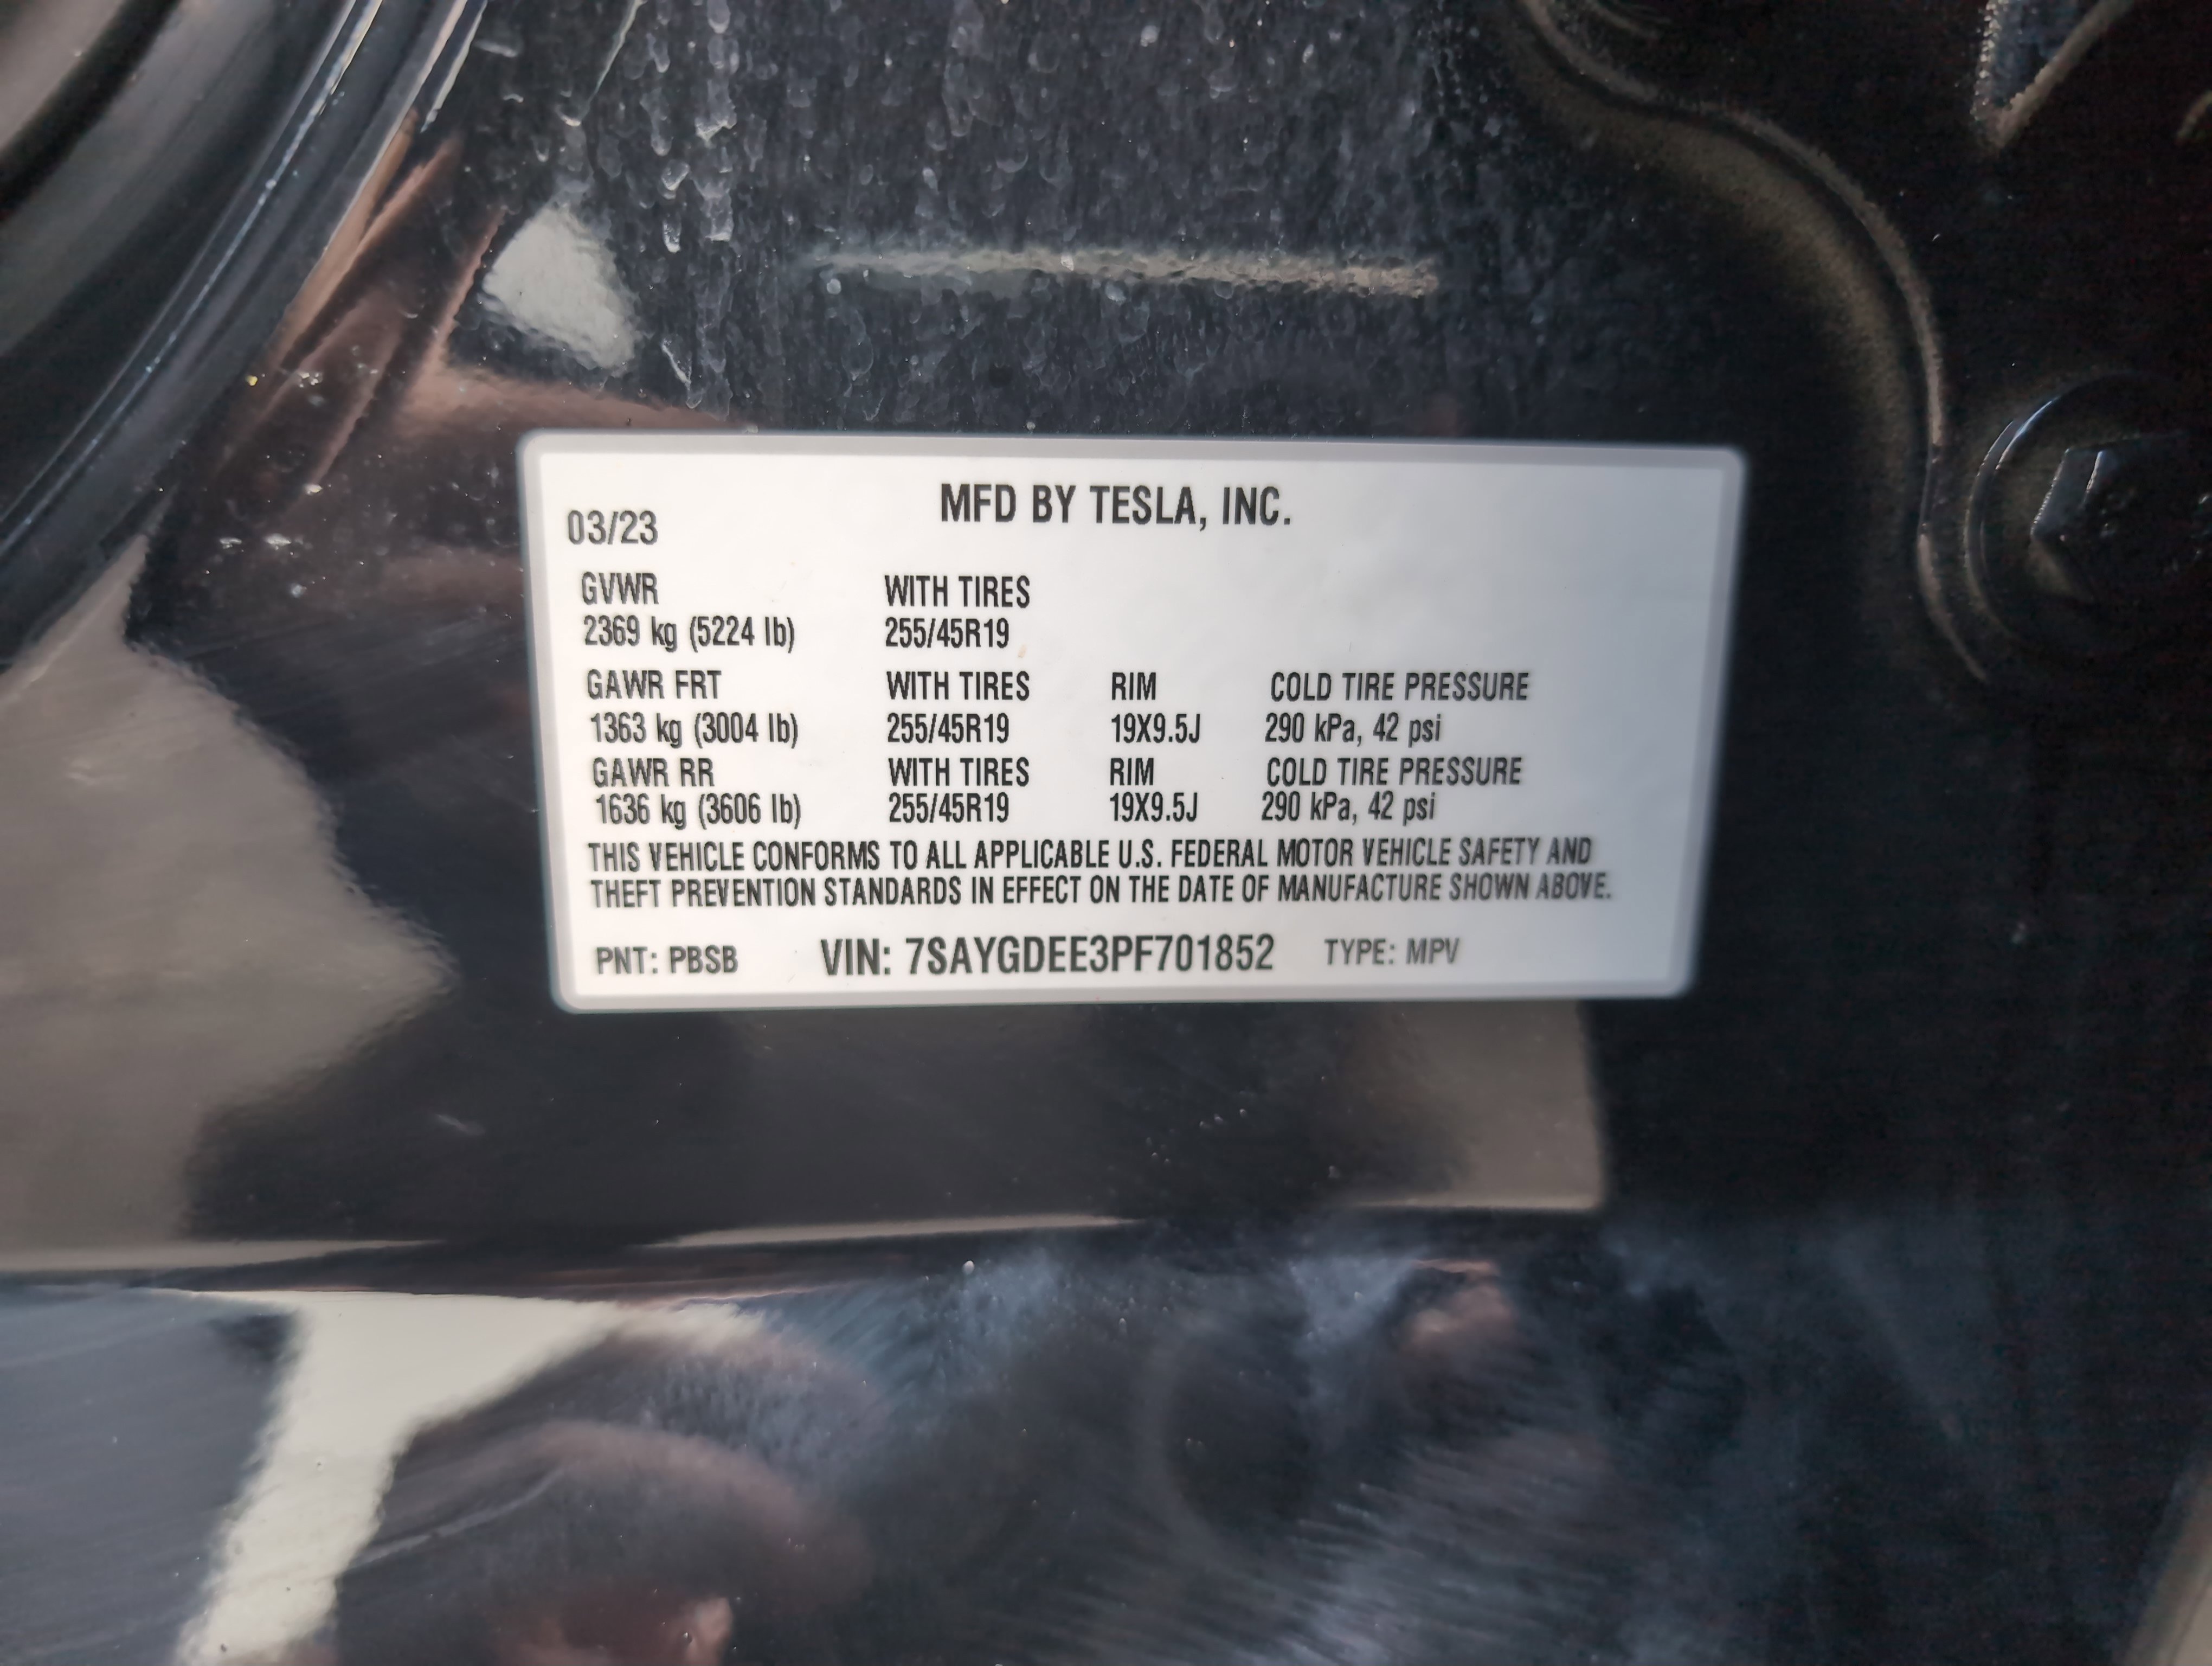 MFD BY TESLA, INC.
03/23
GVWR WITH TIRES
2369 kg (5224 lb) 255/45R19
GAWR FRT WITH TIRES RIM COLD TIRE PRESSURE
1363 kg (3004 lb) 255/45R19 19X9.5J 290 kPa, 42 psi
GAWR RR WITH TIRES RIM COLD TIRE PRESSURE
1636 kg (3606 lb) 255/45R19 19X9.5J 290 kPa, 42 psi
THIS VEHICLE CONFORMS TO ALL APPLICABLE U.S. FEDERAL MOTOR VEHICLE SAFETY AND
THEFT PREVENTION STANDARDS IN EFFECT ON THE DATE OF MANUFACTURE SHOWN ABOVE.
PNT: PBSB VIN: 7SAYGDEE3PF701852 TYPE: MPV